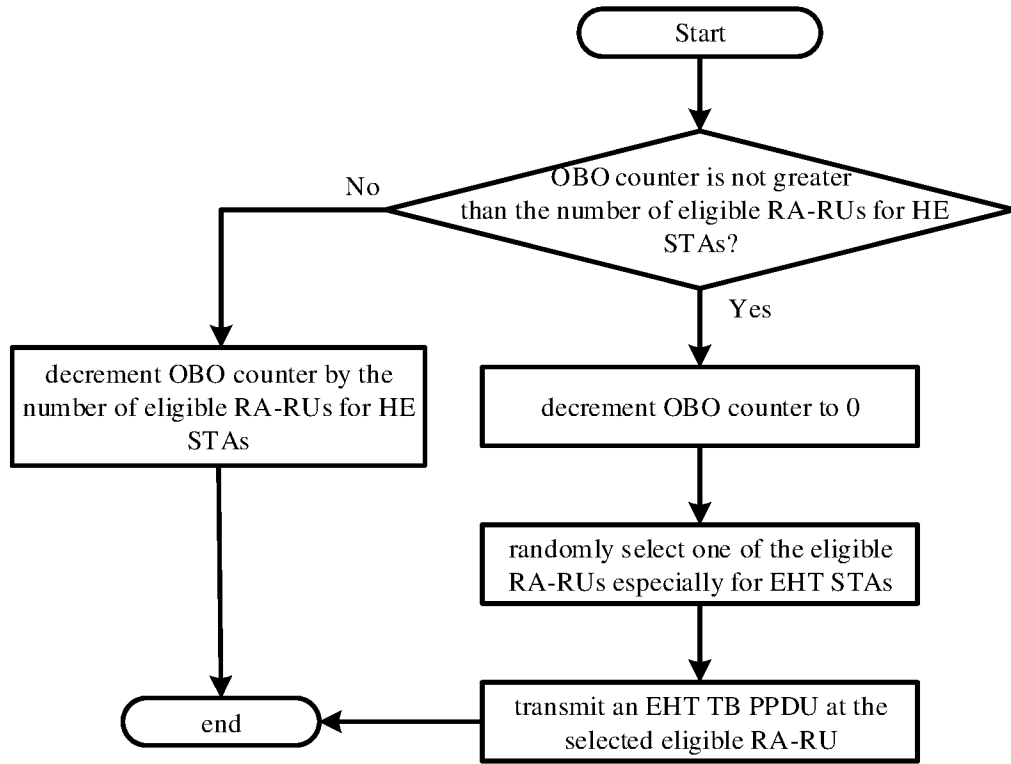 Start
OBO counter is not greater
than the number of eligible RA-RUs for HE
STAs?
No
Yes
decrement OBO counter by the
number of eligible RA-RUs for HE
STAs
decrement OBO counter to 0
randomly select one of the eligible
RA-RUs especially for EHT STAs
transmit an EHT TB PPDU at the
selected eligible RA-RU
end